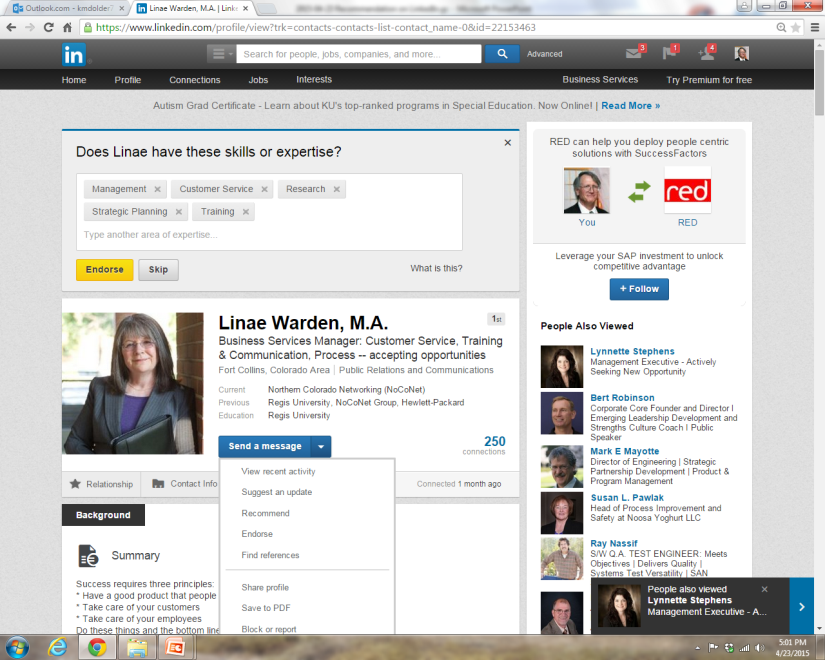 Outlook.com - kmdolder7
Linae Warden, M.A. | Link
2015-04-23 Recommendation on LinkedIn
Microsoft PowerPoint
https://www.linkedin.com/profile/view?trk=contacts-contacts-list-contact_name-0&id=22153463
in
Search for people, jobs, companies, and more...
Advanced
3
1
4
Home
Profile
Connections
Jobs
Interests
Business Services
Try Premium for free
Autism Grad Certificate - Learn about KU's top-ranked programs in Special Education. Now Online! | Read More »
Does Linae have these skills or expertise?
Management × Customer Service × Research ×
Strategic Planning × Training ×
Type another area of expertise...
Endorse
Skip
What is this?
Linae Warden, M.A.
1st
Business Services Manager: Customer Service, Training
& Communication, Process -- accepting opportunities
Fort Collins, Colorado Area | Public Relations and Communications
Current Northern Colorado Networking (NoCoNet)
Previous Regis University, NoCoNet Group, Hewlett-Packard
Education Regis University
Send a message
250
connections
View recent activity
Suggest an update
Recommend
Endorse
Find references
Share profile
Save to PDF
Block or report
Relationship
Contact Info
Connected 1 month ago
Background
Summary
Success requires three principles:
* Have a good product that people
* Take care of your customers
* Take care of your employees
Do these things and the bottom line
RED can help you deploy people centric
solutions with SuccessFactors
red
You
RED
Leverage your SAP investment to unlock
competitive advantage
+ Follow
People Also Viewed
Lynnette Stephens
Management Executive - Actively
Seeking New Opportunity
Bert Robinson
Corporate Core Founder and Director I
Emerging Leadership Development and
Strengths Culture Coach I Public
Speaker
Mark E Mayotte
Director of Engineering | Strategic
Partnership Development | Product &
Program Management
Susan L. Pawlak
Head of Process Improvement and
Safety at Noosa Yoghurt LLC
Ray Nassif
S/W Q.A. TEST ENGINEER: Meets
Objectives | Delivers Quality |
Systems Test Versatility | SAN
People also viewed
Lynnette Stephens
Management Executive - A...
5:01 PM
4/23/2015